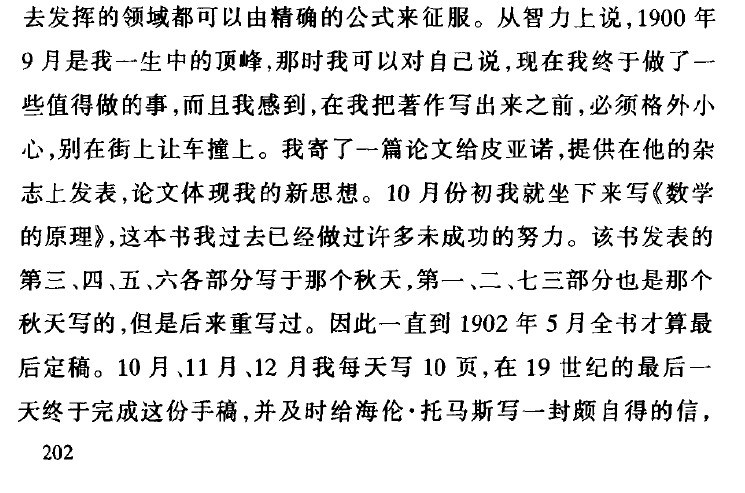 去发挥的领域都可以由精确的公式来征服。从智力上说,1900 年
9 月是我一生中的顶峰,那时我可以对自己说,现在我终于做了一
些值得做的事,而且我感到,在我把著作写出来之前,必须格外小
心,别在街上让车撞上。我寄了一篇论文给皮亚诺,提供在他的杂
志上发表,论文体现我的新思想。10 月份初我就坐下来写《数学
的原理》,这本书我过去已经做过许多未成功的努力。该书发表的
第三、四、五、六各部分写于那个秋天,第一、二、七三部分也是那个
秋天写的,但是后来重写过。因此一直到 1902 年 5 月全书才算最
后定稿。10 月、11 月、12 月我每天写 10 页,在 19 世纪的最后一
天终于完成这份手稿,并及时给海伦·托马斯写一封颇自得的信,
202